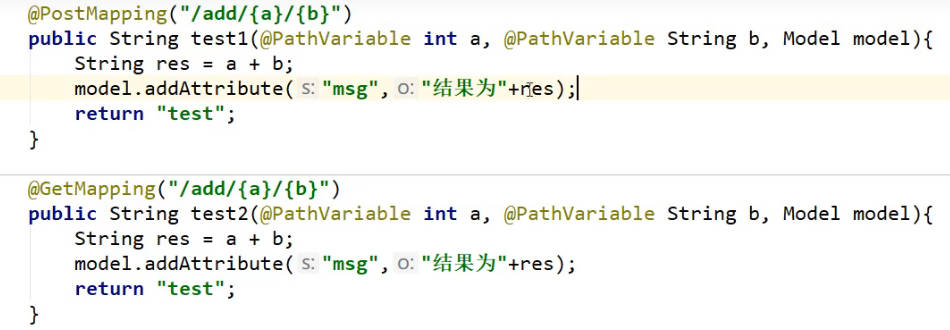 @PostMapping("/add/{a}/{b}")
public String test1(@PathVariable int a, @PathVariable String b, Model model){
    String res = a + b;
    model.addAttribute( s: "msg", o: "结果为"+res);
    return "test";
}
@GetMapping("/add/{a}/{b}")
public String test2(@PathVariable int a, @PathVariable String b, Model model){
    String res = a + b;
    model.addAttribute( s: "msg", o: "结果为"+res);
    return "test";
}